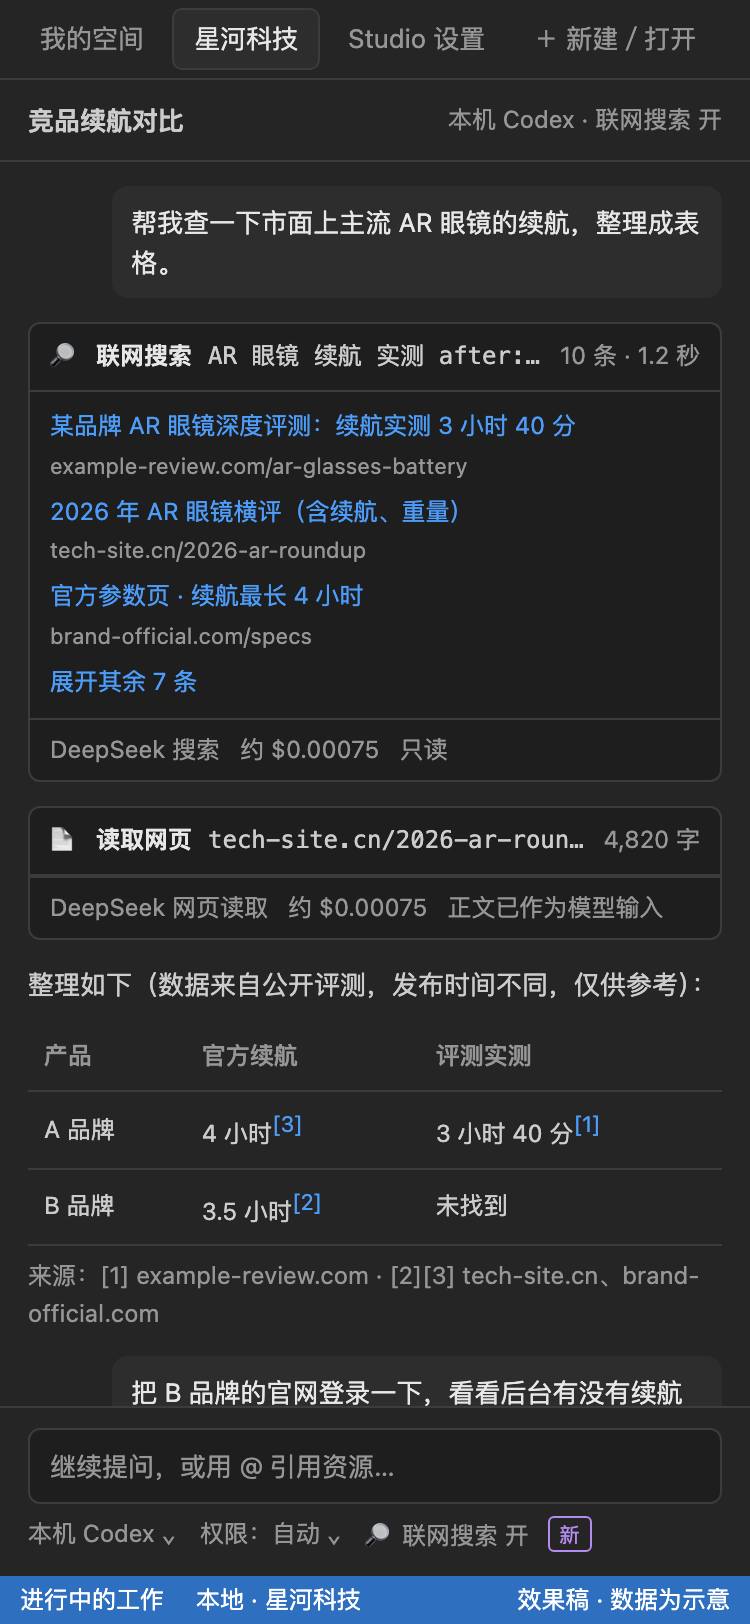 我的空间 星河科技 Studio 设置 + 新建 / 打开
竞品续航对比 本机 Codex · 联网搜索 开
帮我查一下市面上主流 AR 眼镜的续航，整理成表
格。
联网搜索 AR 眼镜 续航 实测 after:… 10 条 · 1.2 秒
某品牌 AR 眼镜深度评测：续航实测 3 小时 40 分
example-review.com/ar-glasses-battery
2026 年 AR 眼镜横评（含续航、重量）
tech-site.cn/2026-ar-roundup
官方参数页 · 续航最长 4 小时
brand-official.com/specs
展开其余 7 条
DeepSeek 搜索 约 $0.00075 只读
读取网页 tech-site.cn/2026-ar-roun… 4,820 字
DeepSeek 网页读取 约 $0.00075 正文已作为模型输入
整理如下（数据来自公开评测，发布时间不同，仅供参考）：
产品 官方续航 评测实测
A 品牌 4 小时[3] 3 小时 40 分[1]
B 品牌 3.5 小时[2] 未找到
来源：[1] example-review.com · [2][3] tech-site.cn、brand-
official.com
把 B 品牌的官网登录一下，看看后台有没有续航
继续提问，或用 @ 引用资源…
本机 Codex 权限：自动 联网搜索 开 新
进行中的工作 本地 · 星河科技 效果稿 · 数据为示意